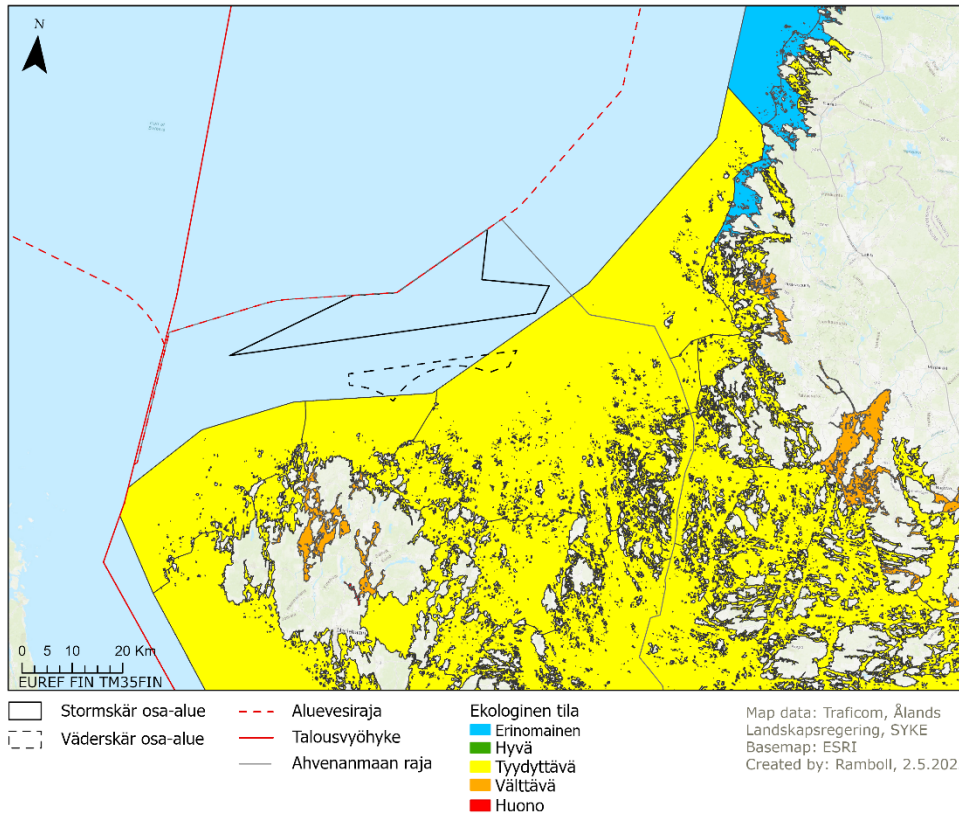 N
0 5 10 20 Km
EUREF FIN TM35FIN
Stormskär osa-alue
Väderskär osa-alue
Aluevesiraja
Talousvyöhyke
Ahvenanmaan raja
Ekologinen tila
Erinomainen
Hyvä
Tyydyttävä
Välttävä
Huono
Map data: Traficom, Ålands
Landskapsregering, SYKE
Basemap: ESRI
Created by: Ramboll, 2.5.202